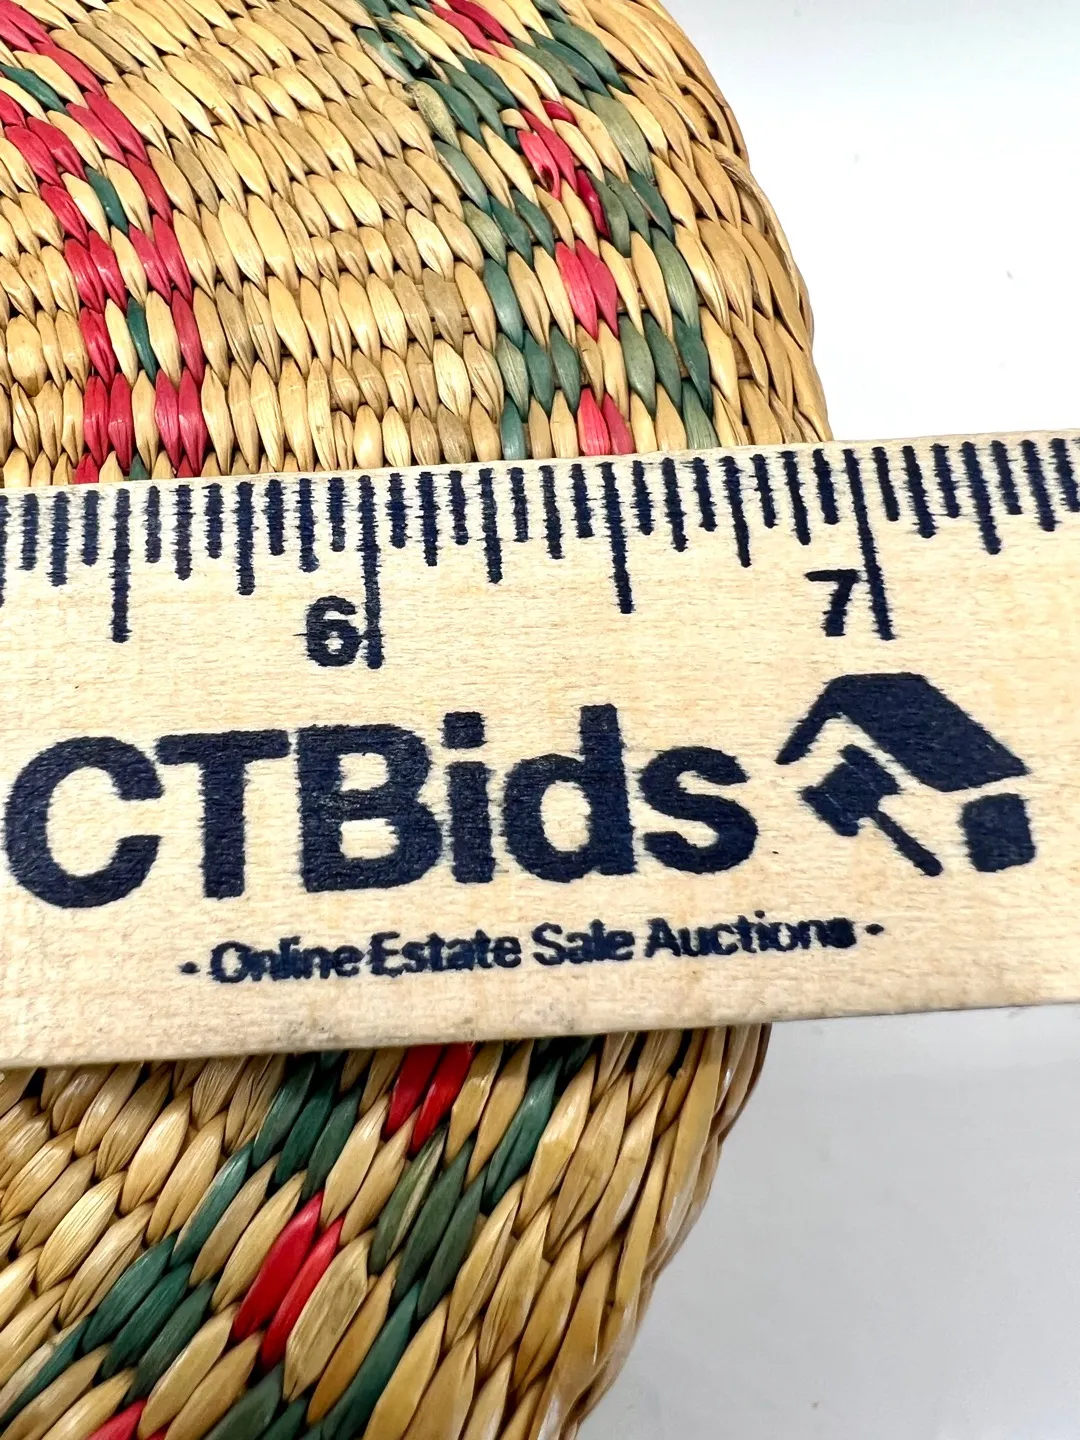 6 7
CTBids
- Online Estate Sale Auctions -